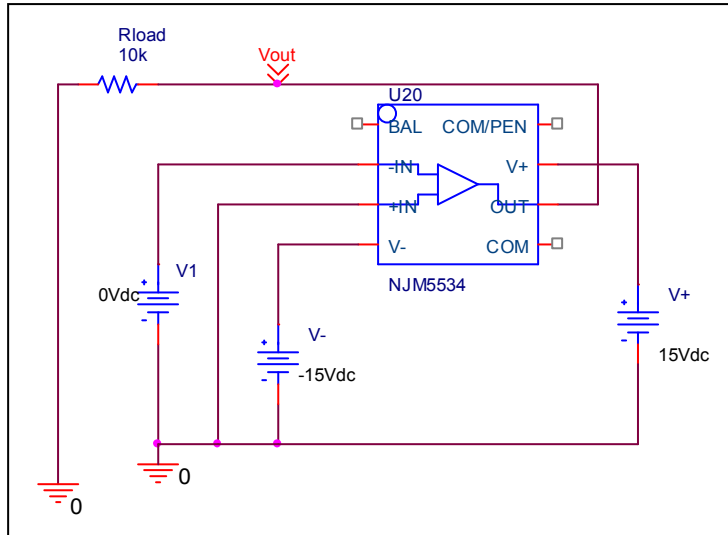 Rload
10k
Vout
U20
BAL
COM/PEN
-IN
V+
+IN
OUT
V-
COM
NJM5534
V1
0Vdc
+
-
V-
-15Vdc
+
-
V+
15Vdc
+
-
0
0